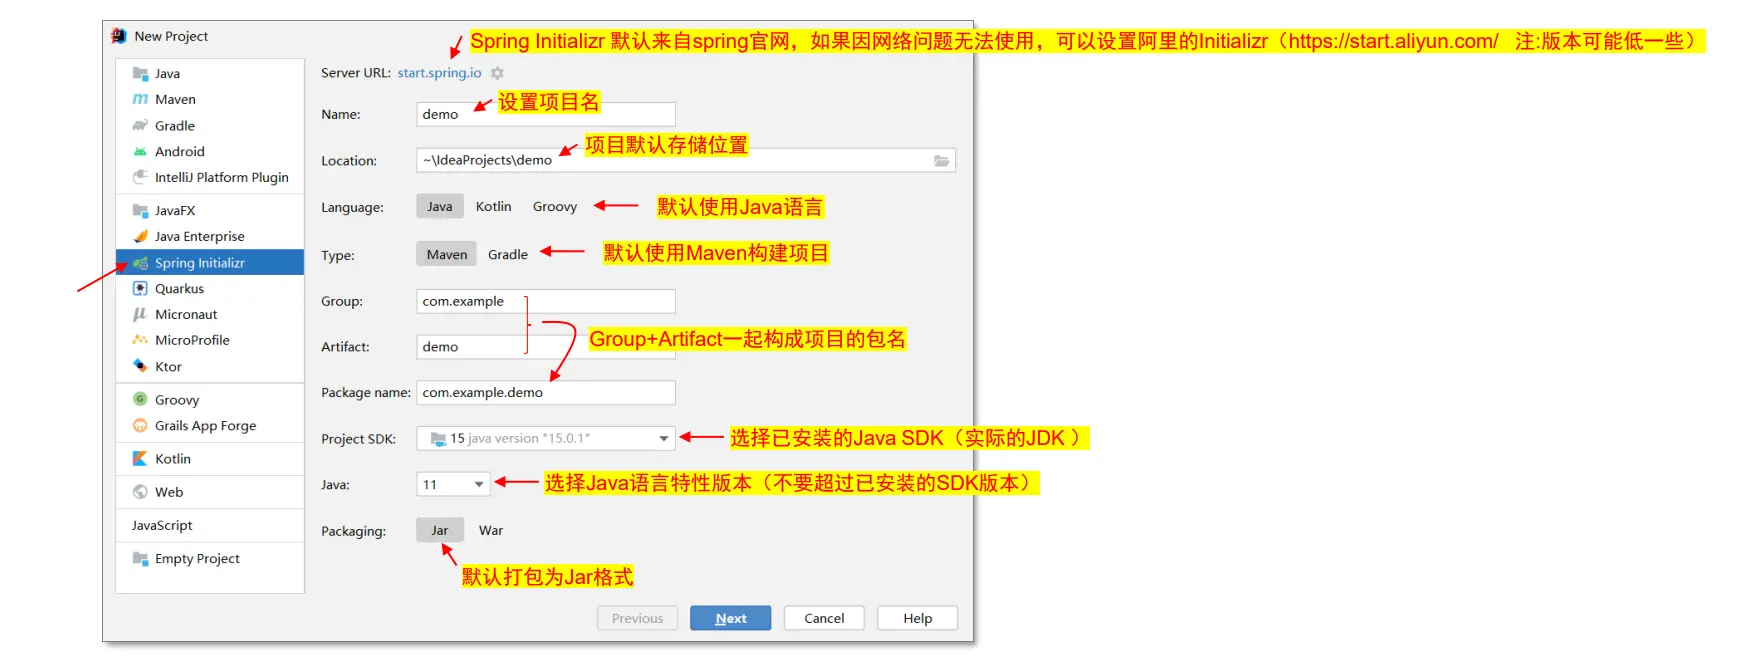 New Project
Spring Initializr 默认来自spring官网，如果因网络问题无法使用，可以设置阿里的Initializr（https://start.aliyun.com/ 注:版本可能低一些）
Java
Maven
Gradle
Android
IntelliJ Platform Plugin
JavaFX
Java Enterprise
Spring Initializr
Quarkus
Micronaut
MicroProfile
Ktor
Groovy
Grails App Forge
Kotlin
Web
JavaScript
Empty Project
Server URL: start.spring.io
Name: demo 设置项目名
Location: ~\IdeaProjects\demo 项目默认存储位置
Language: Java Kotlin Groovy 默认使用Java语言
Type: Maven Gradle 默认使用Maven构建项目
Group: com.example
Group+Artifact一起构成项目的包名
Artifact: demo
Package name: com.example.demo
Project SDK: 15 java version "15.0.1" 选择已安装的Java SDK（实际的JDK ）
Java: 11 选择Java语言特性版本（不要超过已安装的SDK版本）
Packaging: Jar War
默认打包为Jar格式
Previous Next Cancel Help